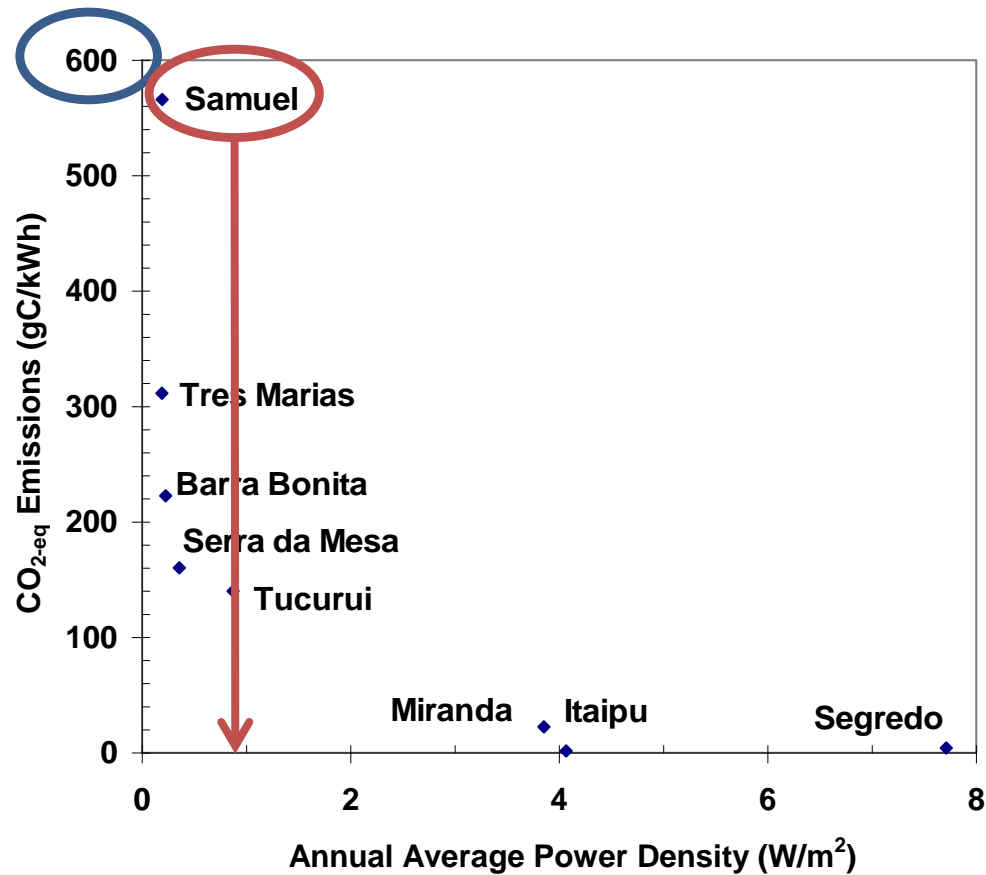 600
Samuel
500
400
300
Tres Marias
Barra Bonita
200
Serra da Mesa
Tucurui
100
Miranda
Itaipu
Segredo
0
0 2 4 6 8
Annual Average Power Density (W/m²)
CO₂₋eq Emissions (gC/kWh)